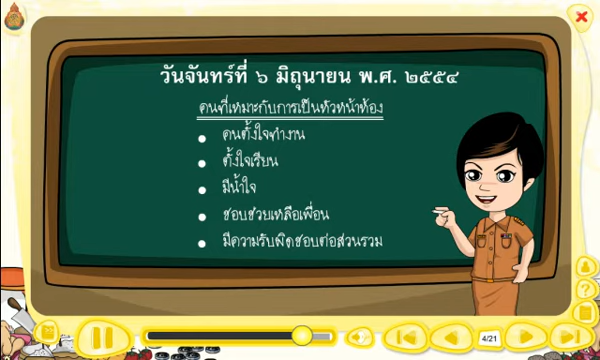 วันจันทร์ที่ ๖ มิถุนายน พ.ศ. ๒๕๕๔
คนที่เหมาะกับการเป็นหัวหน้าห้อง
คนตั้งใจทำงาน
ตั้งใจเรียน
มีน้ำใจ
ชอบช่วยเหลือเพื่อน
มีความรับผิดชอบต่อส่วนรวม
4/21